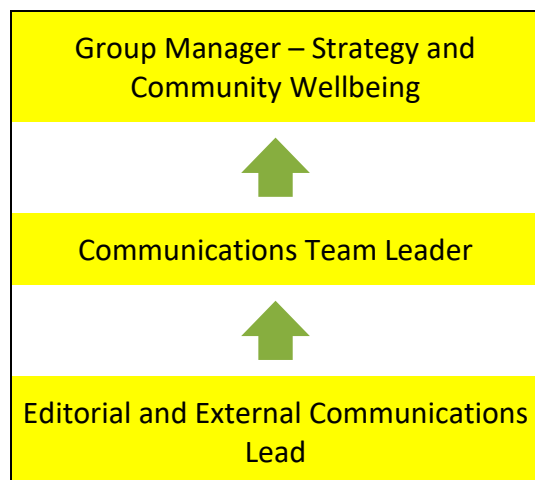 Group Manager – Strategy and
Community Wellbeing
Communications Team Leader
Editorial and External Communications
Lead